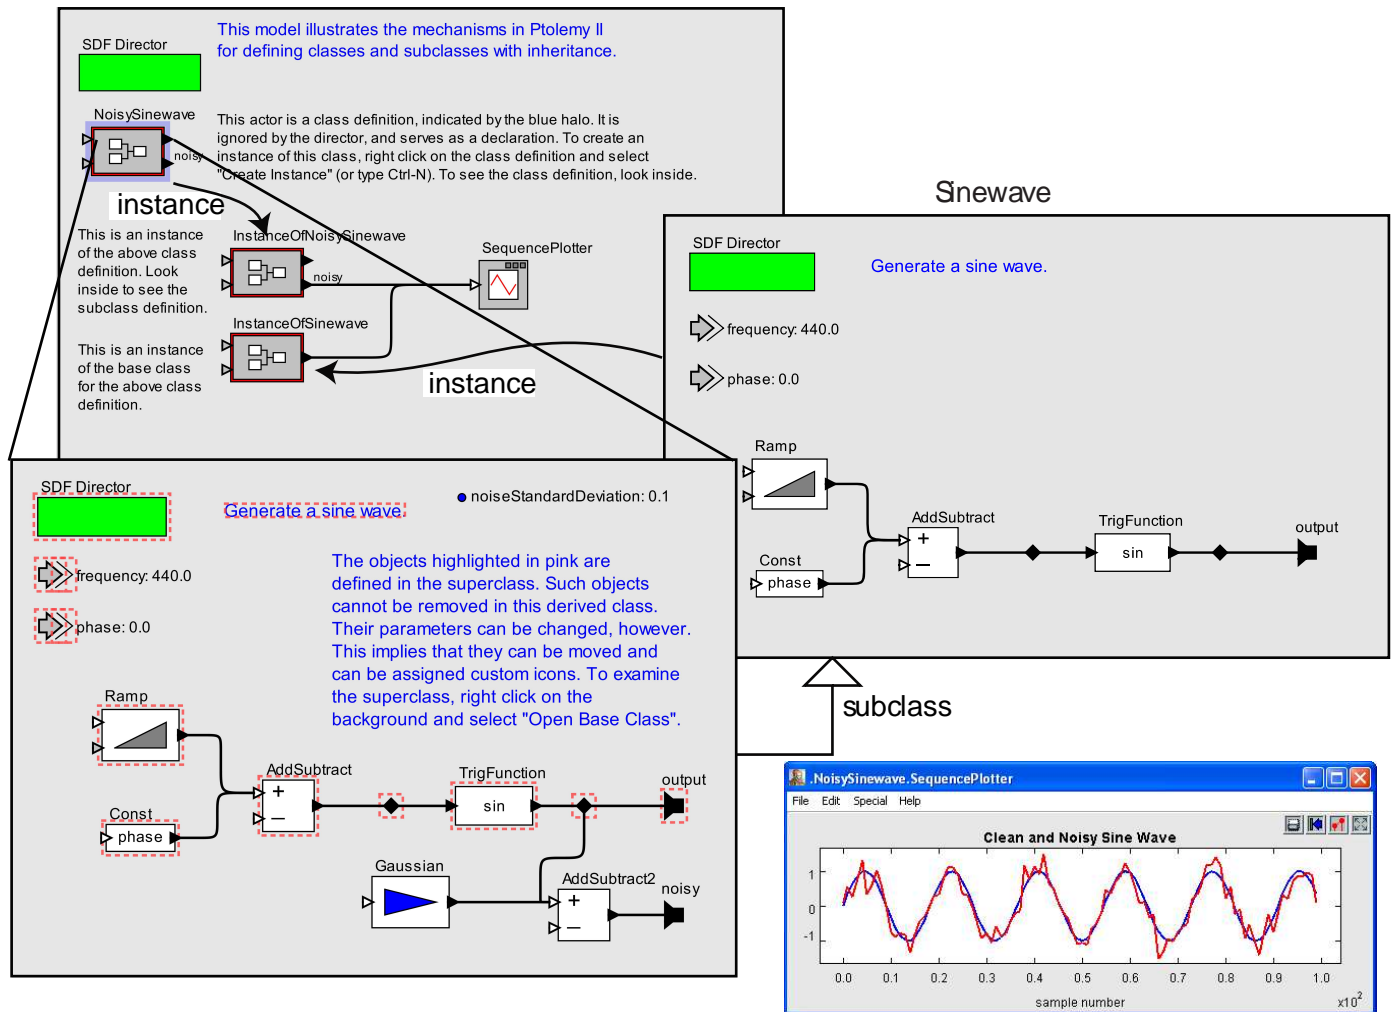 This model illustrates the mechanisms in Ptolemy II
for defining classes and subclasses with inheritance.
SDF Director
NoisySinewave
noisy
This actor is a class definition, indicated by the blue halo. It is
ignored by the director, and serves as a declaration. To create an
instance of this class, right click on the class definition and select
"Create Instance" (or type Ctrl-N). To see the class definition, look inside.
instance
This is an instance
of the above class
definition. Look
inside to see the
subclass definition.
InstanceOfNoisySinewave
noisy
SequencePlotter
InstanceOfSinewave
This is an instance
of the base class
for the above class
definition.
instance
Sinewave
SDF Director
Generate a sine wave.
frequency: 440.0
phase: 0.0
Ramp
Const
phase
AddSubtract
+
−
TrigFunction
sin
output
SDF Director
Generate a sine wave.
noiseStandardDeviation: 0.1
frequency: 440.0
phase: 0.0
The objects highlighted in pink are
defined in the superclass. Such objects
cannot be removed in this derived class.
Their parameters can be changed, however.
This implies that they can be moved and
can be assigned custom icons. To examine
the superclass, right click on the
background and select "Open Base Class".
Ramp
Const
phase
AddSubtract
+
−
TrigFunction
sin
output
Gaussian
AddSubtract2
+
−
noisy
subclass
.NoisySinewave.SequencePlotter
File Edit Special Help
Clean and Noisy Sine Wave
1
0
-1
0.0 0.1 0.2 0.3 0.4 0.5 0.6 0.7 0.8 0.9 1.0
sample number
x10²